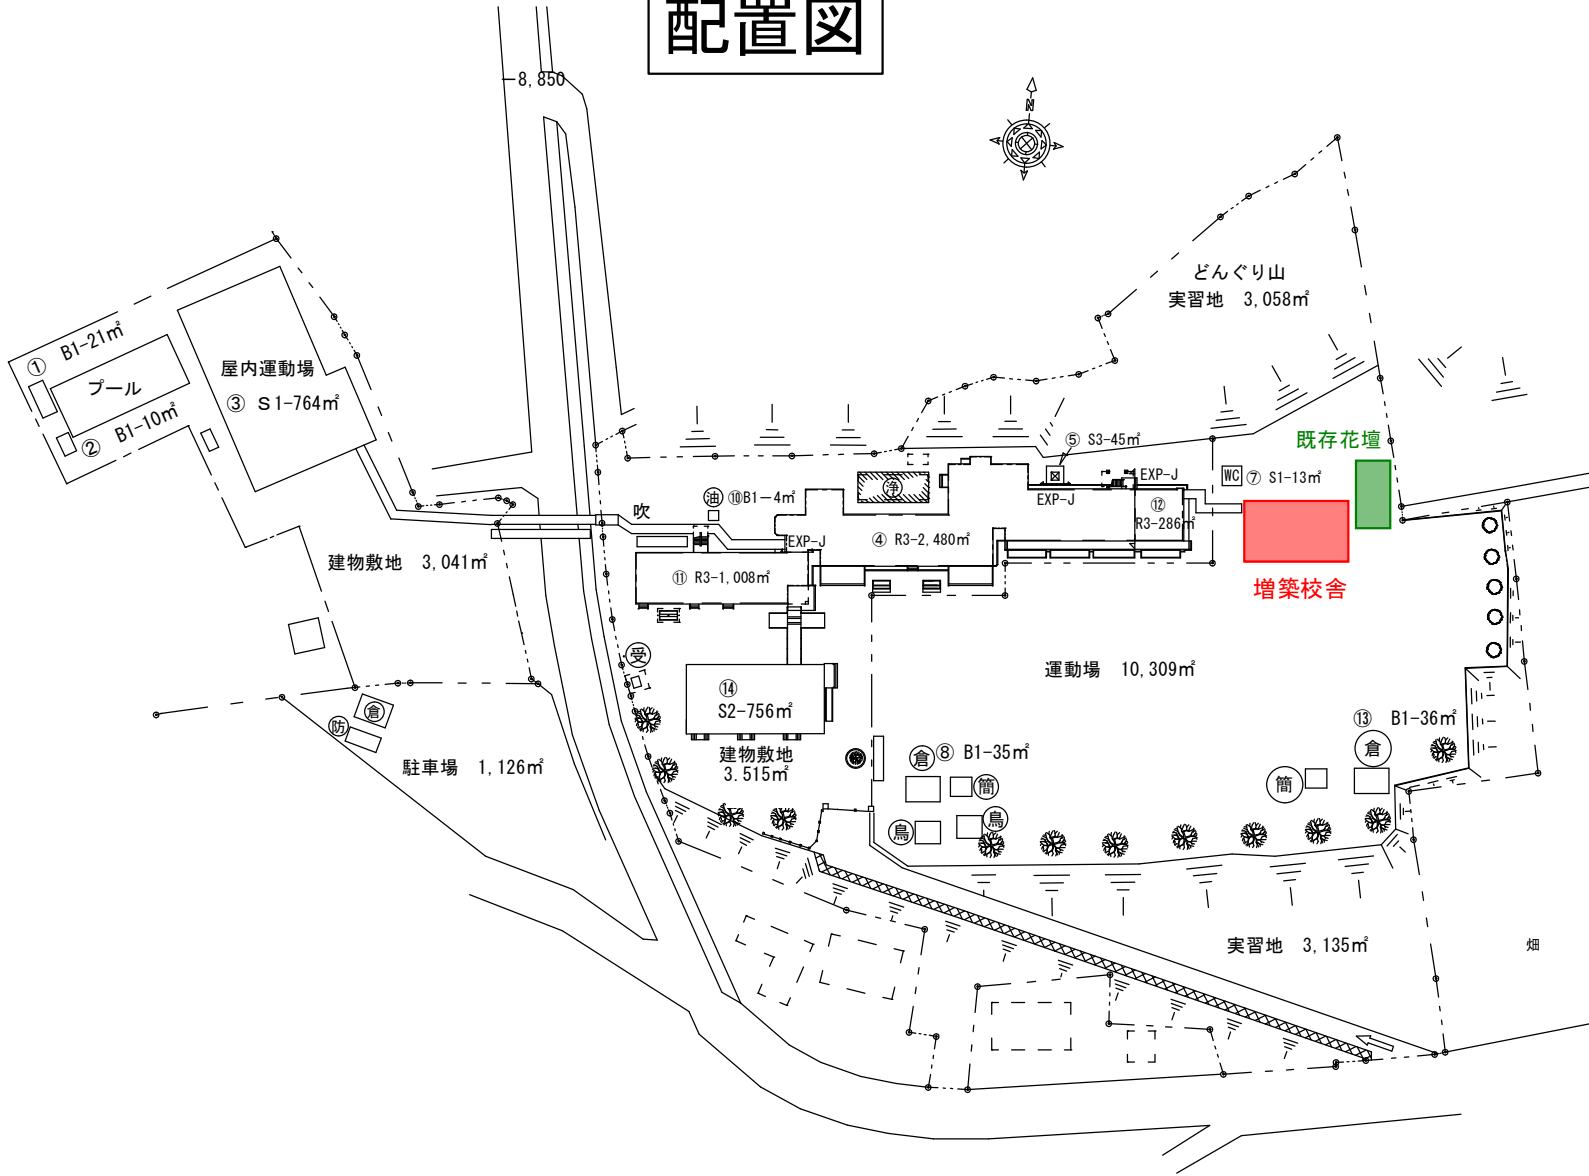 配置図
8,850
N
どんぐり山
実習地 3,058㎡
① B1-21㎡
プール
② B1-10㎡
屋内運動場
③ S1-764㎡
既存花壇
⑤ S3-45㎡
EXP-J
WC ⑦ S1-13㎡
浄
油 ⑩B1-4㎡
EXP-J
⑫
R3-286㎡
吹
EXP-J
④ R3-2,480㎡
建物敷地 3,041㎡
⑪ R3-1,008㎡
増築校舎
受
運動場 10,309㎡
⑭
S2-756㎡
倉
防
⑬ B1-36㎡
倉
建物敷地
3.515㎡
駐車場 1,126㎡
倉 ⑧ B1-35㎡
簡
簡
鳥
鳥
実習地 3,135㎡
畑